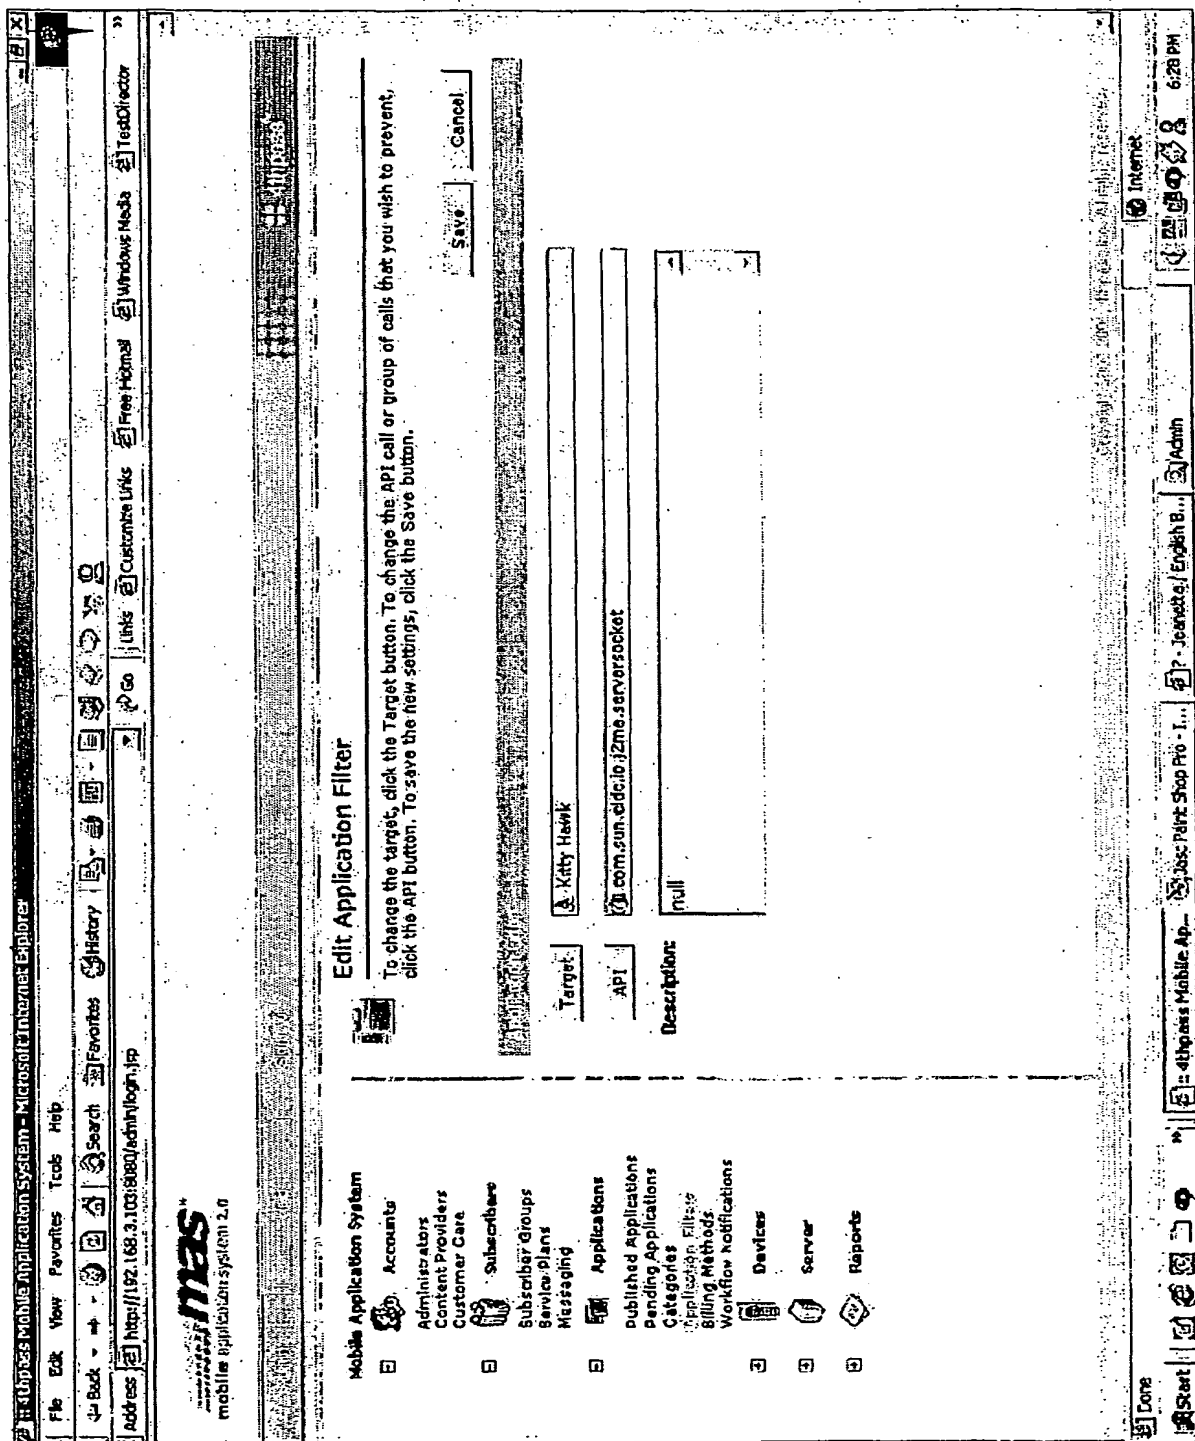 4thpass Mobile Application System - Microsoft Internet Explorer
File Edit View Favorites Tools Help
Back Search Favorites History
Address http://192.168.3.103:8080/admin/login.jsp Go Links Customize Links Free Hotmail Windows Media TestDirector
mas
mobile application system 2.0
Mobile Application System
Accounts
Administrators
Content Providers
Customer Care
Subscribers
Subscriber Groups
Service Plans
Messaging
Applications
Published Applications
Pending Applications
Categories
Application Filters
Billing Methods
Workflow Notification
Devices
Server
Reports
Edit Application Filter
To change the target, click the Target button. To change the API call or group of calls that you wish to prevent,
click the API button. To save the new settings, click the Save button.
Save Cancel
Target Kitty Hawk
API com.sun.cldc.io.j2me.serversocket
Description:
null
Done Internet
Start :: 4thpass Mobile Ap... Jasc Paint Shop Pro - I... ? - Jeanette / English B... Admin 6:28 PM